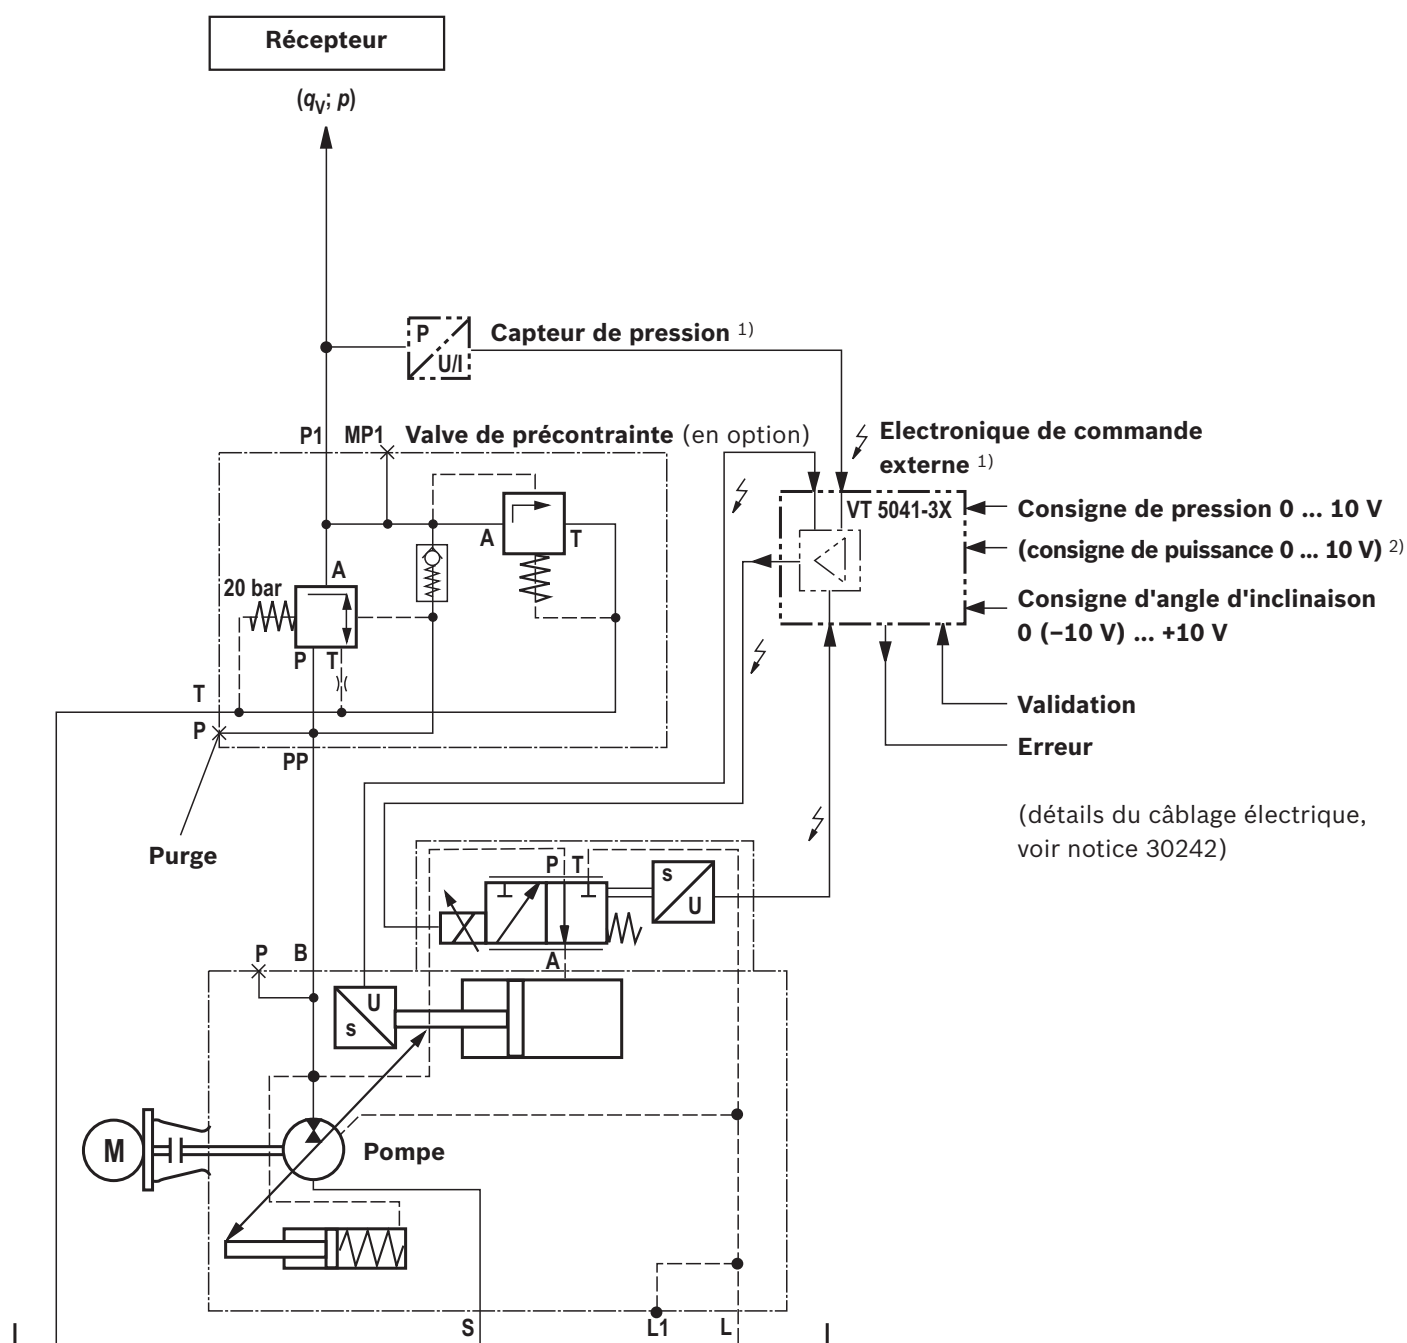 Récepteur
(qV; p)
P
U/I
Capteur de pression 1)
P1
MP1
Valve de précontrainte (en option)
Electronique de commande
externe 1)
VT 5041-3X
Consigne de pression 0 ... 10 V
(consigne de puissance 0 ... 10 V) 2)
Consigne d'angle d'inclinaison
0 (–10 V) ... +10 V
A
T
A
20 bar
P
T
T
P
PP
Validation
Erreur
(détails du câblage électrique,
voir notice 30242)
Purge
P
T
s
U
A
P
B
U
s
M
Pompe
S
L1
L